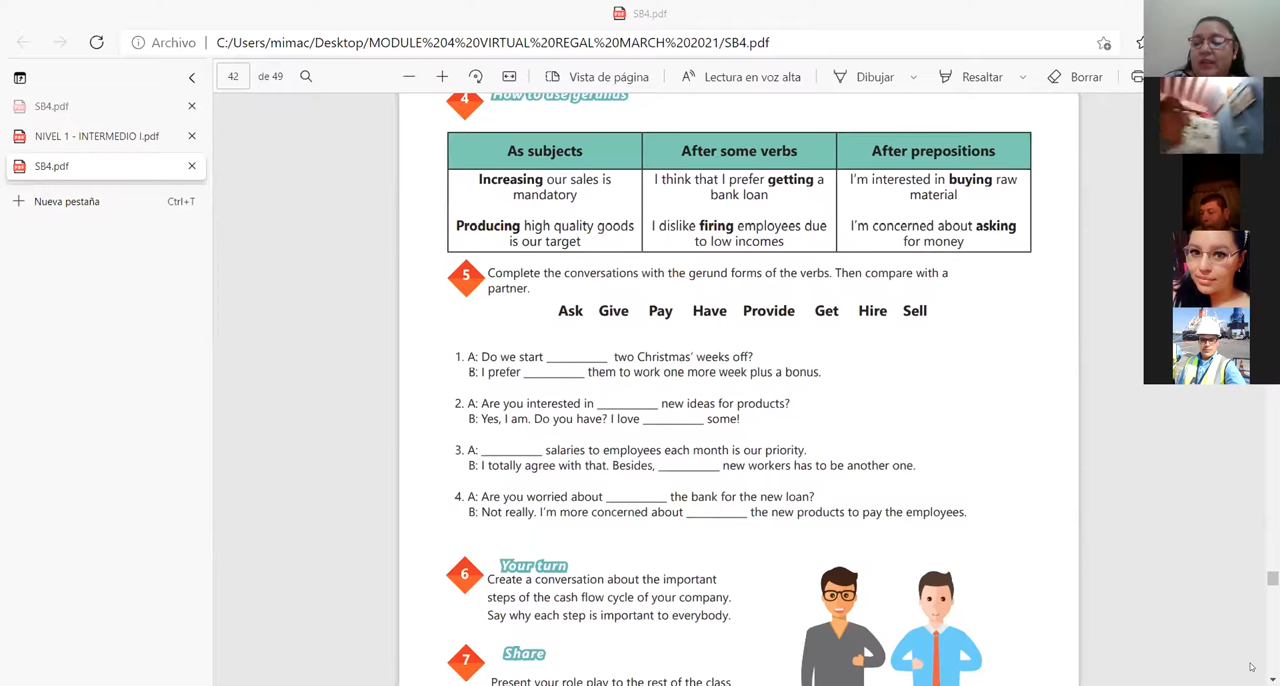 SB4.pdf
Archivo
C:/Users/mimac/Desktop/MODULE%204%20VIRTUAL%20REGAL%20MARCH%202021/SB4.pdf
42 de 49
Vista de página
Lectura en voz alta
Dibujar
Resaltar
Borrar
SB4.pdf
NIVEL 1 - INTERMEDIO I.pdf
SB4.pdf
Nueva pestaña Ctrl+T
4 How to use gerunds
As subjects After some verbs After prepositions
Increasing our sales is mandatory
I think that I prefer getting a bank loan
I'm interested in buying raw material
Producing high quality goods is our target
I dislike firing employees due to low incomes
I'm concerned about asking for money
5 Complete the conversations with the gerund forms of the verbs. Then compare with a
partner.
Ask Give Pay Have Provide Get Hire Sell
1. A: Do we start __________ two Christmas' weeks off?
B: I prefer __________ them to work one more week plus a bonus.
2. A: Are you interested in __________ new ideas for products?
B: Yes, I am. Do you have? I love __________ some!
3. A: __________ salaries to employees each month is our priority.
B: I totally agree with that. Besides, __________ new workers has to be another one.
4. A: Are you worried about __________ the bank for the new loan?
B: Not really. I'm more concerned about __________ the new products to pay the employees.
6 Your turn
Create a conversation about the important
steps of the cash flow cycle of your company.
Say why each step is important to everybody.
7 Share
Present your role play to the rest of the class